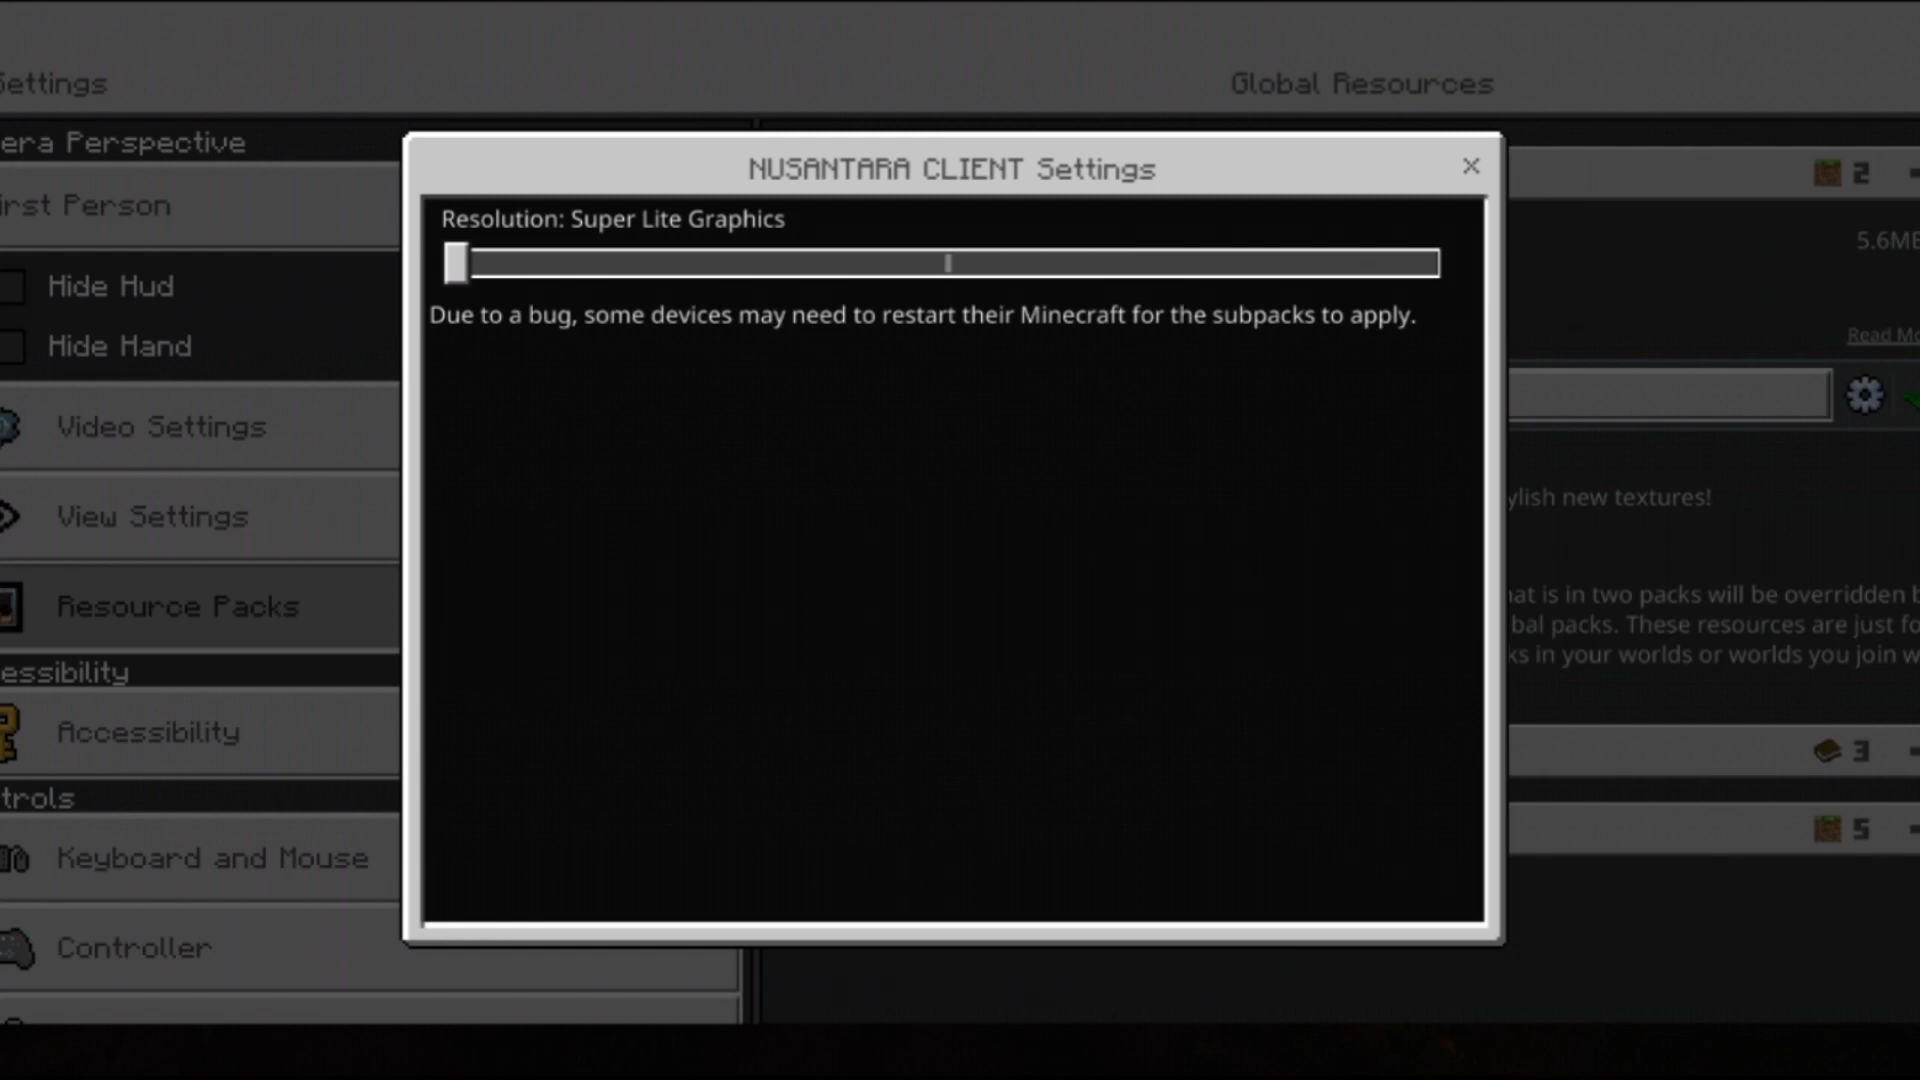 Settings
Global Resources
era Perspective
irst Person
Hide Hud
Hide Hand
Video Settings
View Settings
Resource Packs
essibility
Accessibility
trols
Keyboard and Mouse
Controller
NUSANTARA CLIENT Settings
Resolution: Super Lite Graphics
Due to a bug, some devices may need to restart their Minecraft for the subpacks to apply.
2
5.6MB
Read Mo
ylish new textures!
hat is in two packs will be overridden b
bal packs. These resources are just fo
ks in your worlds or worlds you join w
3
5